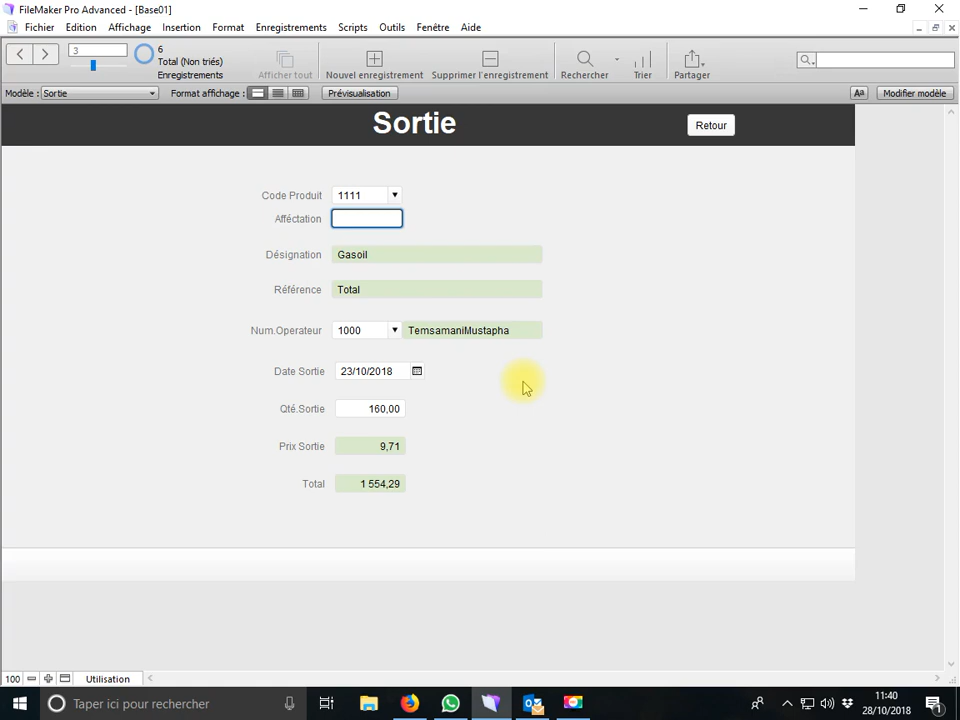 FileMaker Pro Advanced - [Base01]
Fichier Edition Affichage Insertion Format Enregistrements Scripts Outils Fenêtre Aide
3
6
Total (Non triés)
Enregistrements
Afficher tout
Nouvel enregistrement
Supprimer l'enregistrement
Rechercher
Trier
Partager
Modèle : Sortie
Format affichage :
Prévisualisation
Aa
Modifier modèle
Sortie
Retour
Code Produit 1111
Afféctation
Désignation Gasoil
Référence Total
Num.Operateur 1000 TemsamaniMustapha
Date Sortie 23/10/2018
Qté.Sortie 160,00
Prix Sortie 9,71
Total 1 554,29
100
Utilisation
Taper ici pour rechercher
11:40
28/10/2018
1